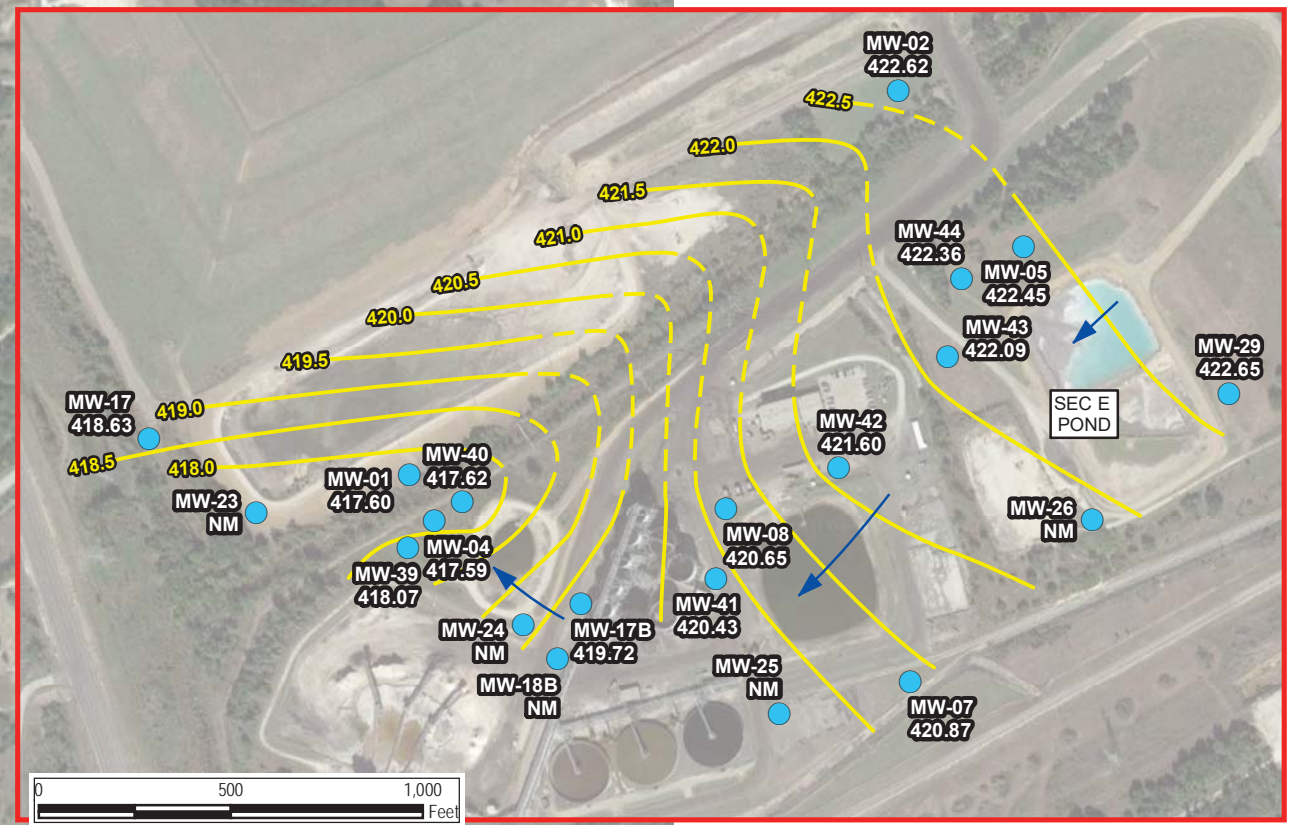 MW-02
422.62
422.5
422.0
421.5
421.0
420.5
420.0
419.5
419.0
418.5
418.0
MW-44
422.36
MW-05
422.45
MW-43
422.09
MW-29
422.65
SEC E
POND
MW-17
418.63
MW-42
421.60
MW-40
417.62
MW-01
417.60
MW-23
NM
MW-26
NM
MW-08
420.65
MW-04
417.59
MW-39
418.07
MW-41
420.43
MW-24
NM
MW-17B
419.72
MW-18B
NM
MW-25
NM
MW-07
420.87
0 500 1,000
Feet